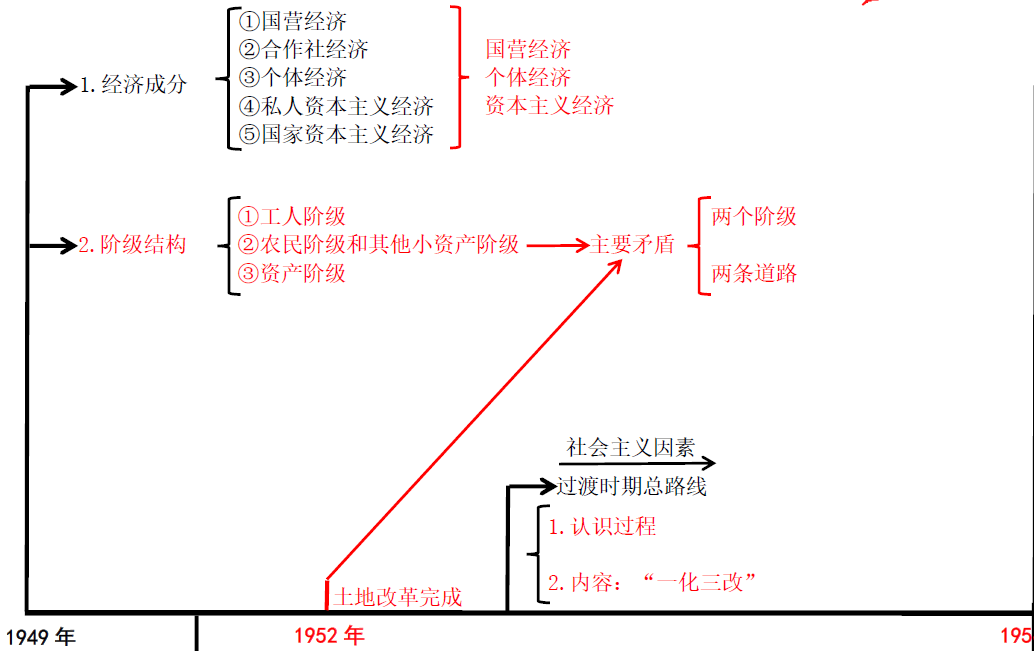 ①国营经济
②合作社经济
③个体经济
④私人资本主义经济
⑤国家资本主义经济
1.经济成分
国营经济
个体经济
资本主义经济
2.阶级结构
①工人阶级
②农民阶级和其他小资产阶级
③资产阶级
主要矛盾
两个阶级
两条道路
社会主义因素
过渡时期总路线
1.认识过程
2.内容：“一化三改”
土地改革完成
1949 年
1952 年
195